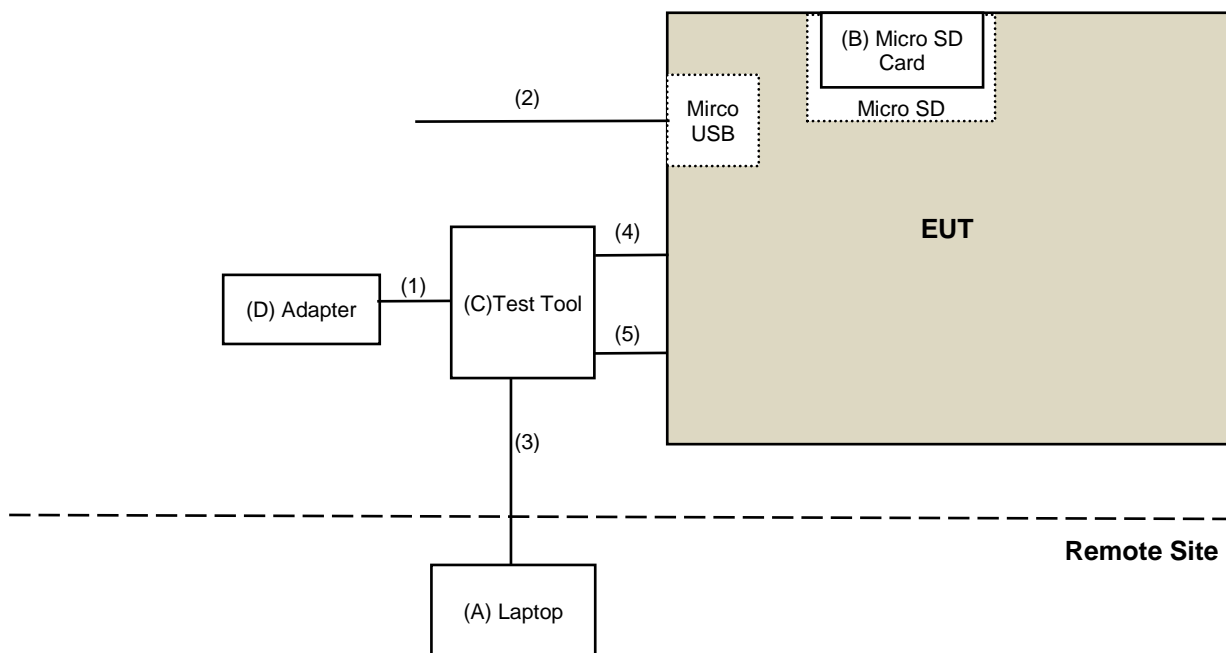 (B) Micro SD
Card
Micro SD
(2)
Mirco
USB
EUT
(4)
(1)
(D) Adapter
(C)Test Tool
(5)
(3)
Remote Site
(A) Laptop